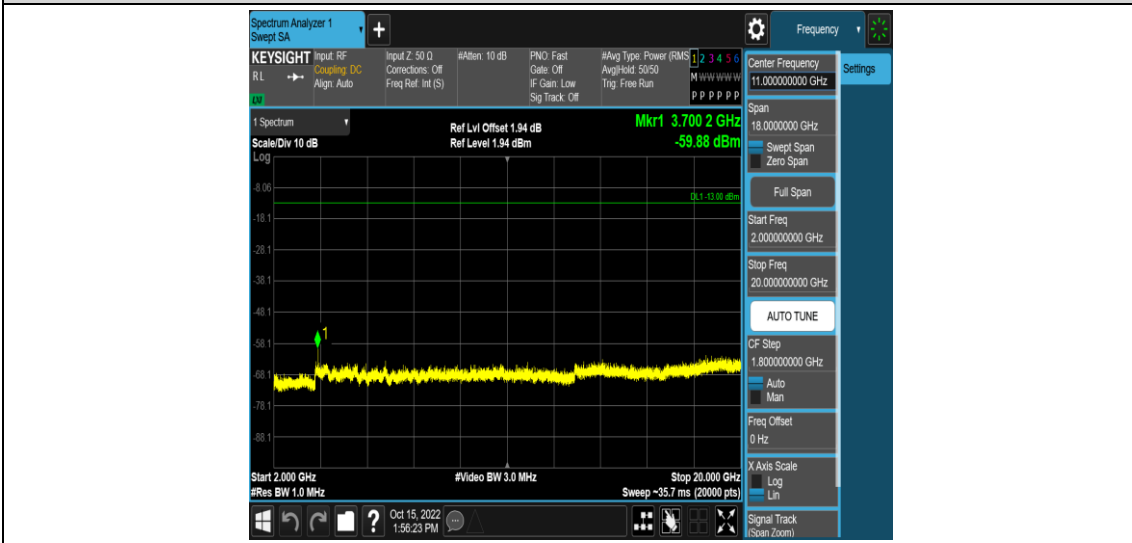 Spectrum Analyzer 1
Swept SA
+
Frequency
KEYSIGHT
RL
LXI
Input: RF
Coupling: DC
Align: Auto
Input Z: 50 Ω
Corrections: Off
Freq Ref: Int (S)
#Atten: 10 dB
PNO: Fast
Gate: Off
IF Gain: Low
Sig Track: Off
#Avg Type: Power (RMS
Avg|Hold: 50/50
Trig: Free Run
1 2 3 4 5 6
M W W W W W
P P P P P P
1 Spectrum
Scale/Div 10 dB
Log
Ref Lvl Offset 1.94 dB
Ref Level 1.94 dBm
Mkr1 3.700 2 GHz
-59.88 dBm
-8.06
DL1 -13.00 dBm
-18.1
-28.1
-38.1
-48.1
1
-58.1
-68.1
-78.1
-88.1
Start 2.000 GHz
#Video BW 3.0 MHz
Stop 20.000 GHz
#Res BW 1.0 MHz
Sweep ~35.7 ms (20000 pts)
?
Oct 15, 2022
1:56:23 PM
Center Frequency
11.000000000 GHz
Settings
Span
18.0000000 GHz
Swept Span
Zero Span
Full Span
Start Freq
2.000000000 GHz
Stop Freq
20.000000000 GHz
AUTO TUNE
CF Step
1.800000000 GHz
Auto
Man
Freq Offset
0 Hz
X Axis Scale
Log
Lin
Signal Track
(Span Zoom)